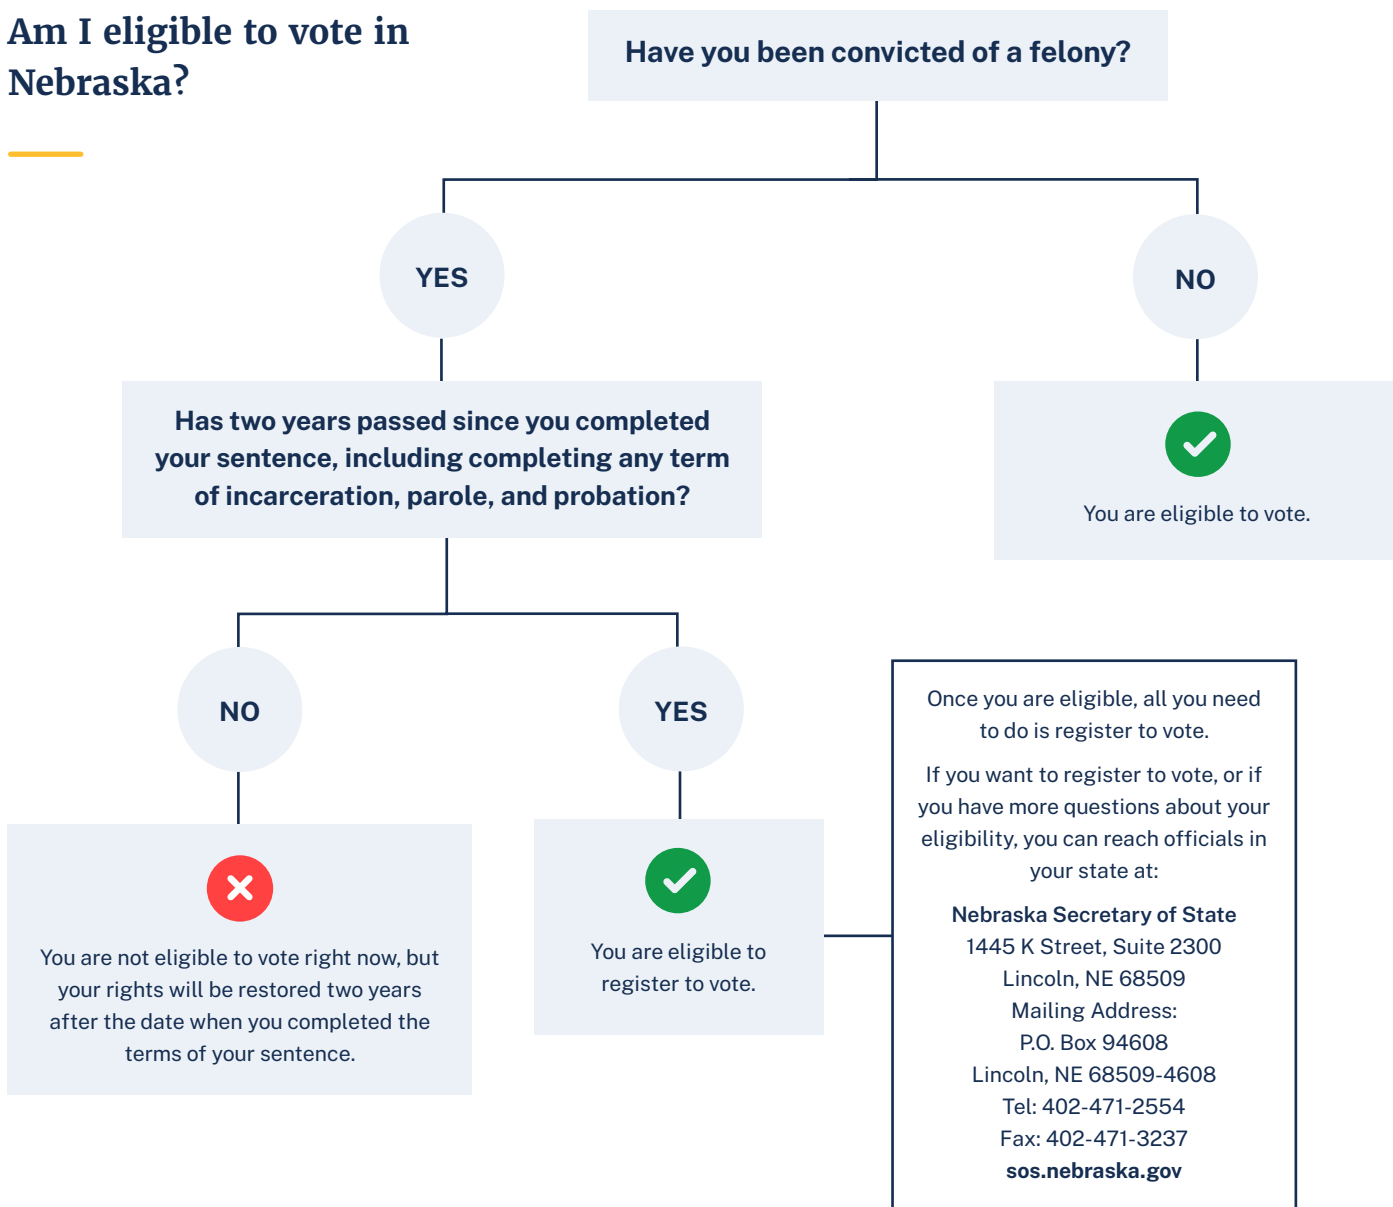 Am I eligible to vote in
Nebraska?
Have you been convicted of a felony?
YES
NO
Has two years passed since you completed
your sentence, including completing any term
of incarceration, parole, and probation?
You are eligible to vote.
NO
YES
You are not eligible to vote right now, but
your rights will be restored two years
after the date when you completed the
terms of your sentence.
You are eligible to
register to vote.
Once you are eligible, all you need
to do is register to vote.
If you want to register to vote, or if
you have more questions about your
eligibility, you can reach officials in
your state at:
Nebraska Secretary of State
1445 K Street, Suite 2300
Lincoln, NE 68509
Mailing Address:
P.O. Box 94608
Lincoln, NE 68509-4608
Tel: 402-471-2554
Fax: 402-471-3237
sos.nebraska.gov